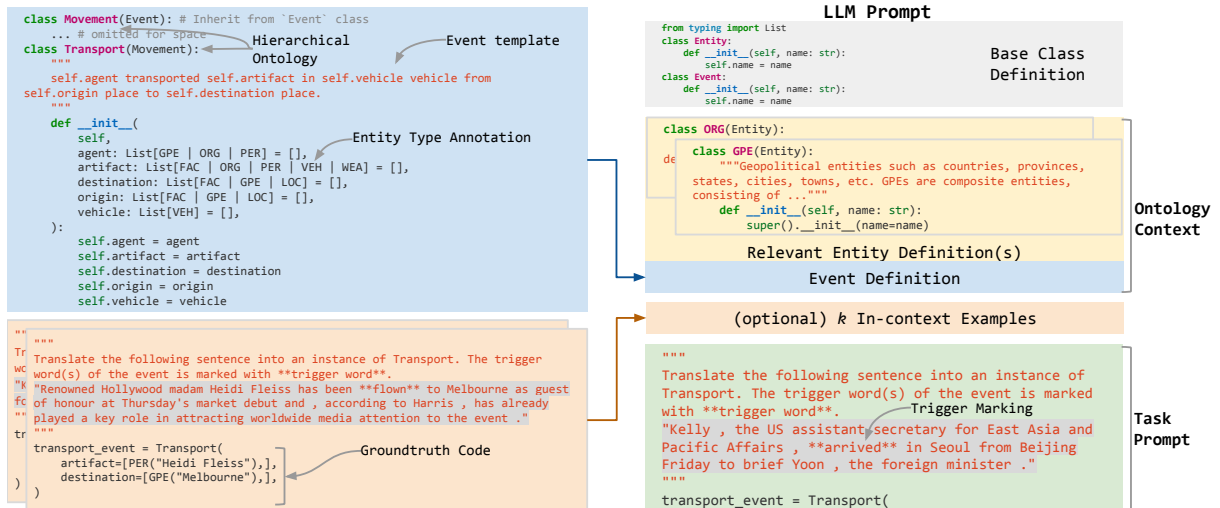 class Movement(Event): # Inherit from `Event` class
... # omitted for space
class Transport(Movement):
Hierarchical
Ontology
Event template
"""
self.agent transported self.artifact in self.vehicle vehicle from
self.origin place to self.destination place.
"""
def __init__(
self,
agent: List[GPE | ORG | PER] = [],
artifact: List[FAC | ORG | PER | VEH | WEA] = [],
destination: List[FAC | GPE | LOC] = [],
origin: List[FAC | GPE | LOC] = [],
vehicle: List[VEH] = [],
):
self.agent = agent
self.artifact = artifact
self.destination = destination
self.origin = origin
self.vehicle = vehicle
Entity Type Annotation
"""
Translate the following sentence into an instance of Transport. The trigger
word(s) of the event is marked with **trigger word**.
"Renowned Hollywood madam Heidi Fleiss has been **flown** to Melbourne as guest
of honour at Thursday's market debut and , according to Harris , has already
played a key role in attracting worldwide media attention to the event ."
"""
transport_event = Transport(
artifact=[PER("Heidi Fleiss"),],
destination=[GPE("Melbourne"),],
)
Groundtruth Code
LLM Prompt
from typing import List
class Entity:
def __init__(self, name: str):
self.name = name
class Event:
def __init__(self, name: str):
self.name = name
Base Class
Definition
class ORG(Entity):
class GPE(Entity):
"""Geopolitical entities such as countries, provinces,
states, cities, towns, etc. GPEs are composite entities,
consisting of ..."""
def __init__(self, name: str):
super().__init__(name=name)
Relevant Entity Definition(s)
Event Definition
Ontology
Context
(optional) k In-context Examples
"""
Translate the following sentence into an instance of
Transport. The trigger word(s) of the event is marked
with **trigger word**.
Trigger Marking
"Kelly , the US assistant secretary for East Asia and
Pacific Affairs , **arrived** in Seoul from Beijing
Friday to brief Yoon , the foreign minister ."
"""
transport_event = Transport(
Task
Prompt